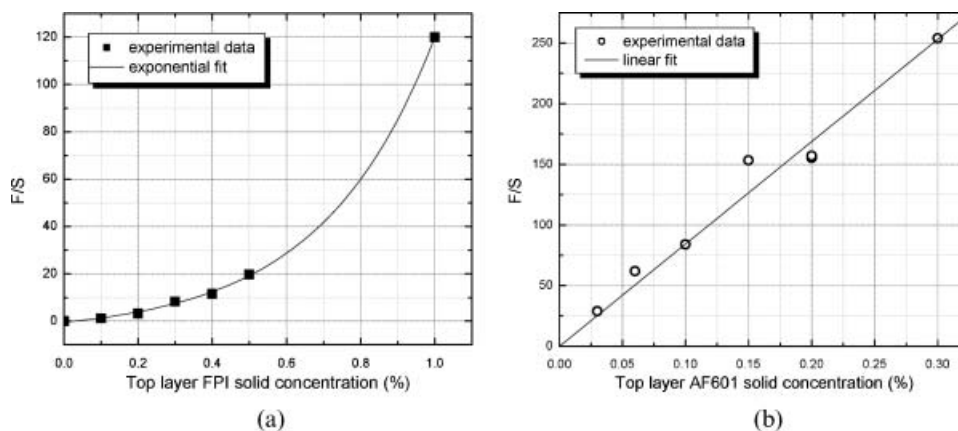 experimental data
exponential fit
F/S
120
100
80
60
40
20
0
0.0 0.2 0.4 0.6 0.8 1.0
Top layer FPI solid concentration (%)
(a)
experimental data
linear fit
F/S
250
200
150
100
50
0
0.00 0.05 0.10 0.15 0.20 0.25 0.30
Top layer AF601 solid concentration (%)
(b)